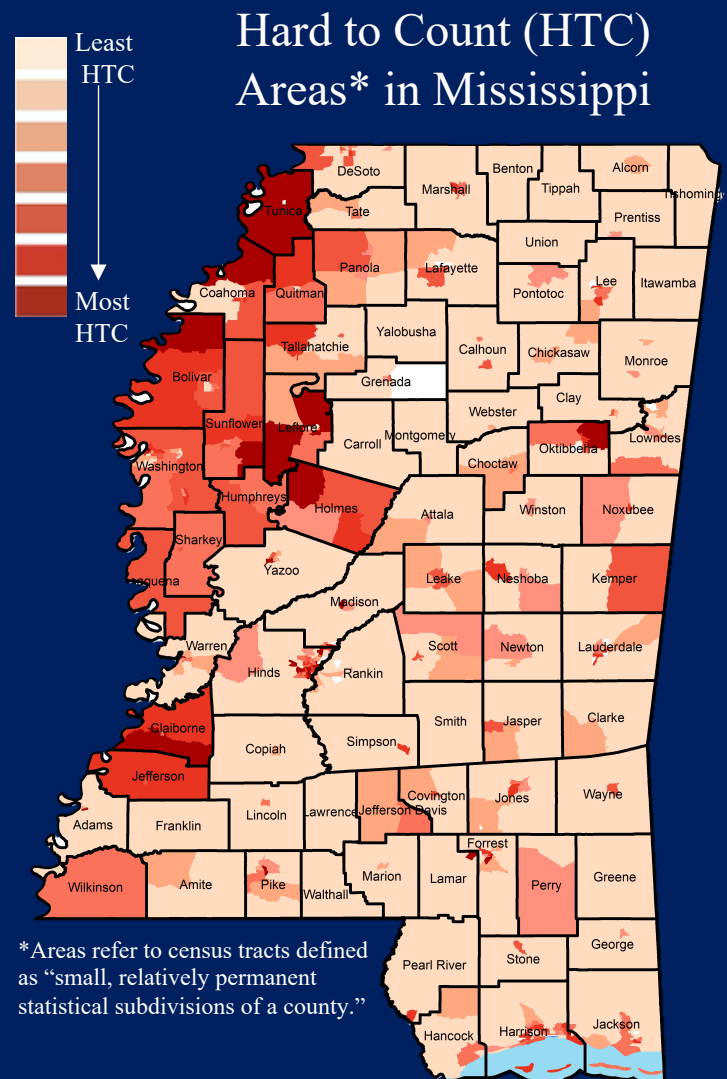 Hard to Count (HTC)
Areas* in Mississippi
Least
HTC
Most
HTC
DeSoto
Marshall
Benton
Tippah
Alcorn
Tunica
Tate
Prentiss
Union
Panola
Lafayette
Coahoma
Quitman
Pontotoc
Lee
Itawamba
Yalobusha
Tallahatchie
Calhoun
Chickasaw
Monroe
Bolivar
Grenada
Clay
Sunflower
Leflore
Carroll
Montgomery
Webster
Oktibbeha
Lowndes
Washington
Choctaw
Humphreys
Holmes
Attala
Winston
Noxubee
Sharkey
Yazoo
Leake
Neshoba
Kemper
Madison
Warren
Hinds
Rankin
Scott
Newton
Lauderdale
Claiborne
Copiah
Simpson
Smith
Jasper
Clarke
Jefferson
Adams
Franklin
Lincoln
Lawrence
Jefferson Davis
Covington
Jones
Wayne
Wilkinson
Amite
Pike
Walthall
Marion
Lamar
Forrest
Perry
Greene
Pearl River
Stone
George
Hancock
Harrison
Jackson
*Areas refer to census tracts defined
as “small, relatively permanent
statistical subdivisions of a county.”